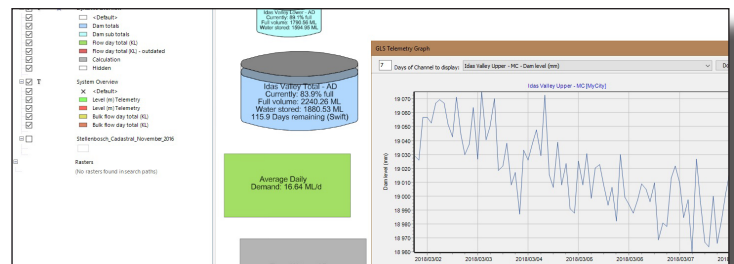 <Default>
Dam totals
Dam sub totals
Flow day total (KL)
Flow day total (KL) - outdated
Calculation
Hidden
T
System Overview
<Default>
Level (m) Telemetry
Level (m) Telemetry
Bulk flow day total (KL)
Bulk flow day total (KL)
Stellenbosch_Cadastral_November_2016
Rasters
(No rasters found in search paths)
Idas Valley Lower - AD
Currently: 89.1% full
Idas Valley Total - AD
Currently: 83.9% full
Full volume: 2240.26 ML
Water stored: 1880.53 ML
115.9 Days remaining (Swift)
Average Daily
Demand: 16.64 ML/d
GLS Telemetry Graph
7 Days of Channel to display: Idas Valley Upper - MC - Dam level (mm)
Idas Valley Upper - MC [MyCity]
Dam level (mm)
19 070
19 060
19 050
19 040
19 030
19 020
19 010
19 000
18 990
18 980
18 970
18 960
2018/03/02 2018/03/03 2018/03/04 2018/03/05 2018/03/06 2018/03/07